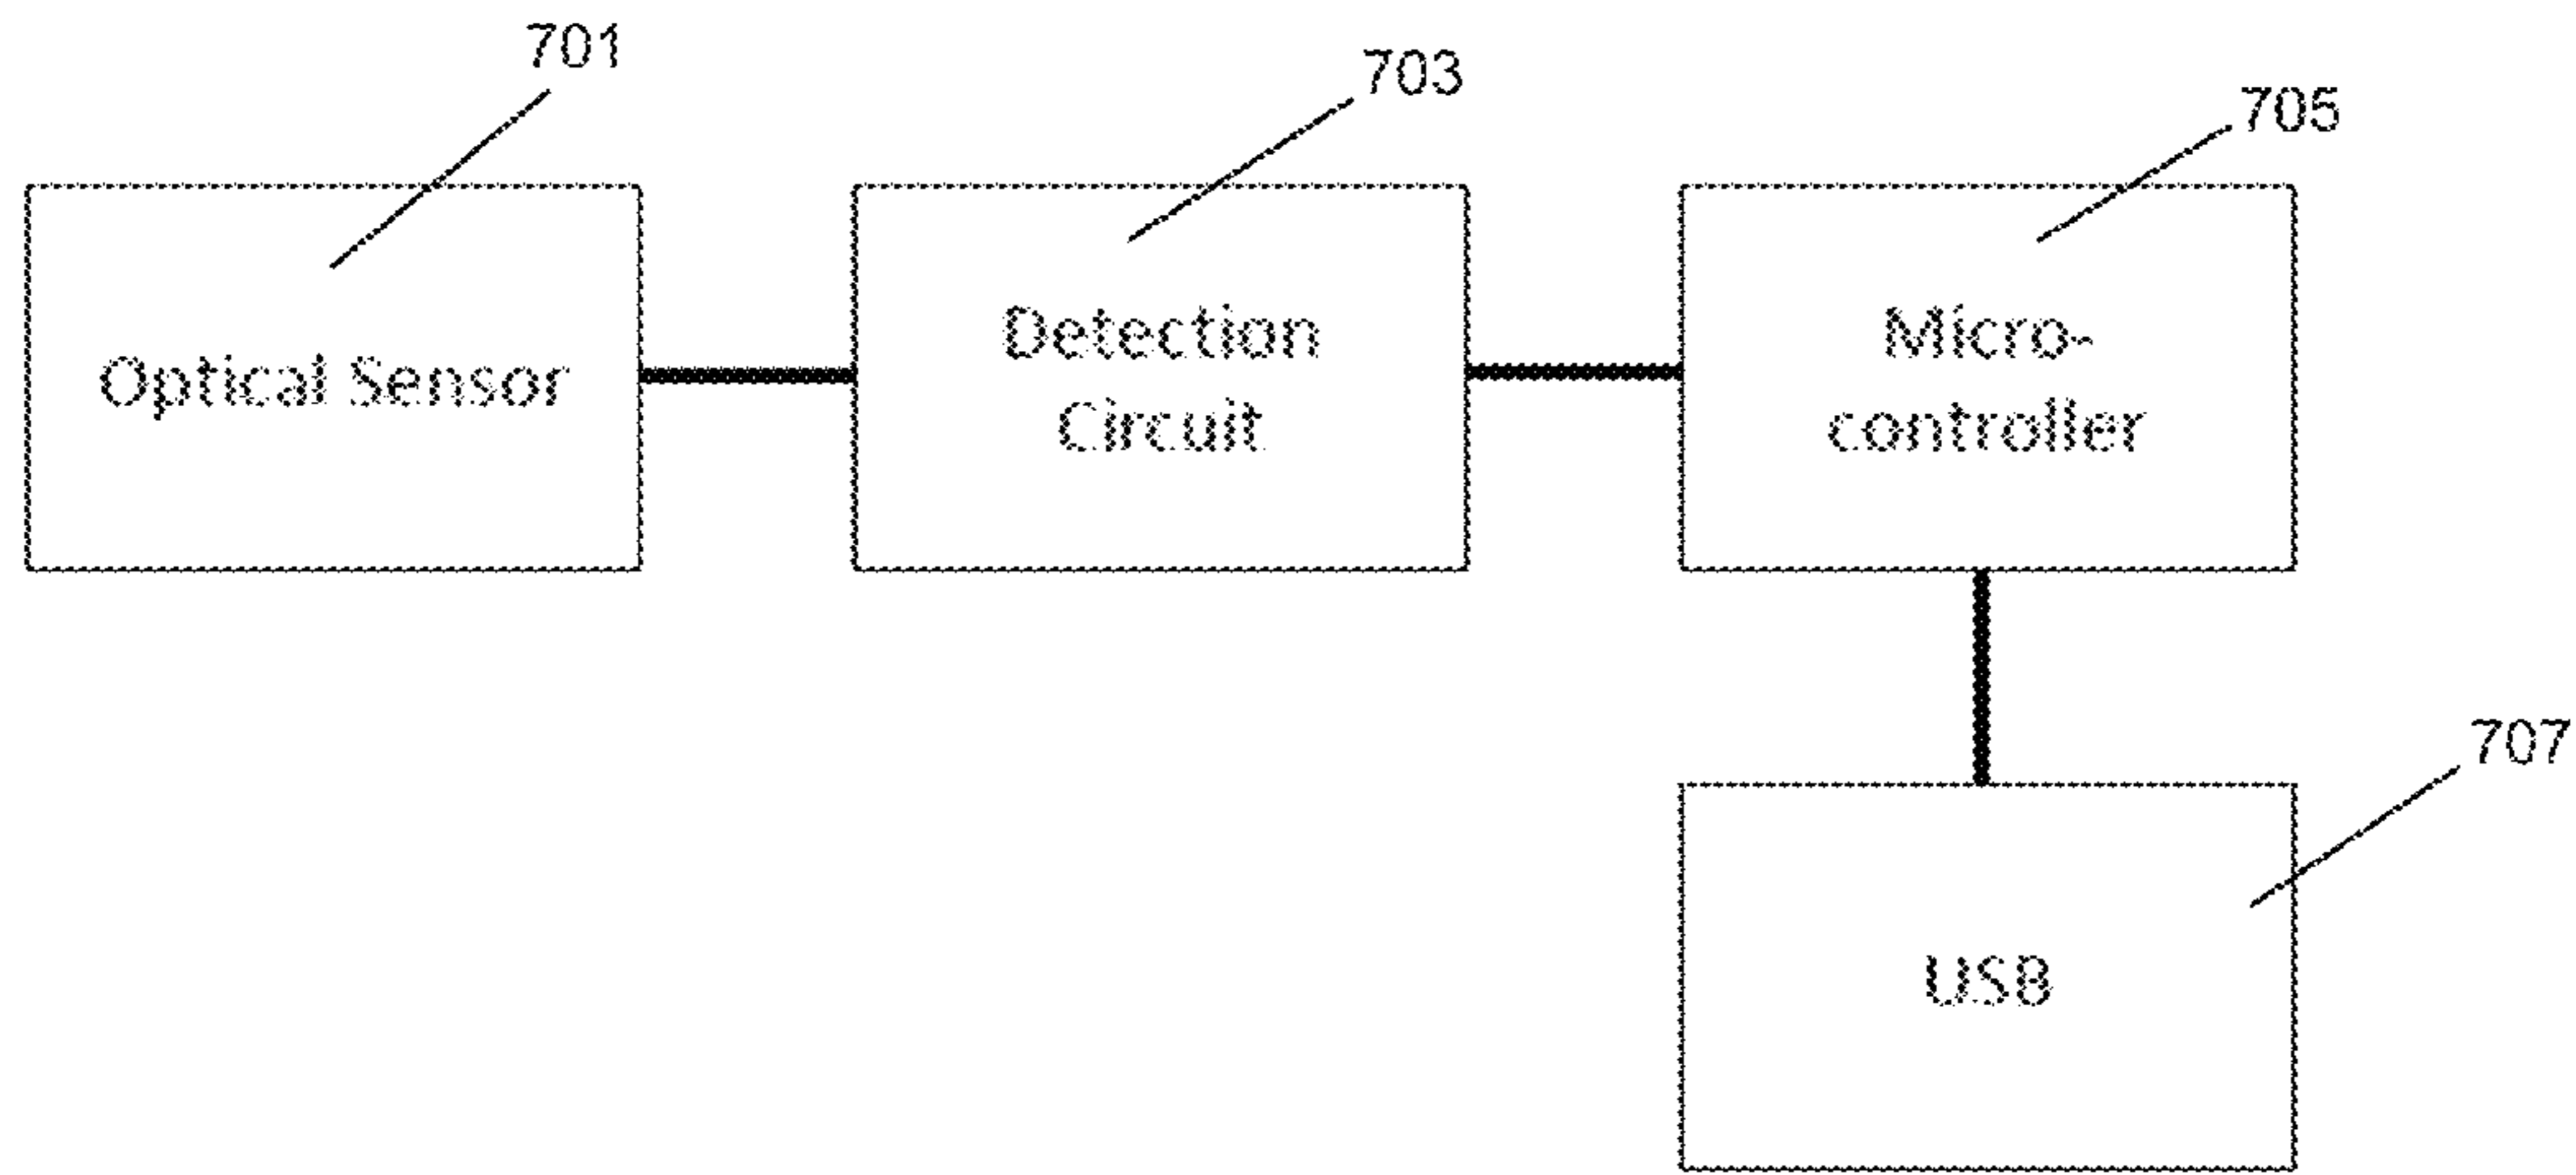 701
703
705
Optical Sensor
Detection
Circuit
Micro-
controller
707
USB